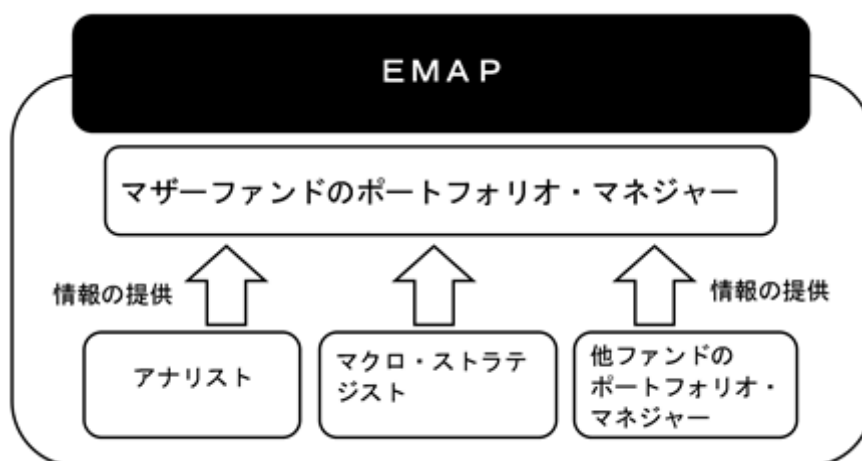 EMAP
マザーファンドのポートフォリオ・マネジャー
情報の提供
情報の提供
アナリスト
マクロ・ストラテ
ジスト
他ファンドの
ポートフォリオ・
マネジャー